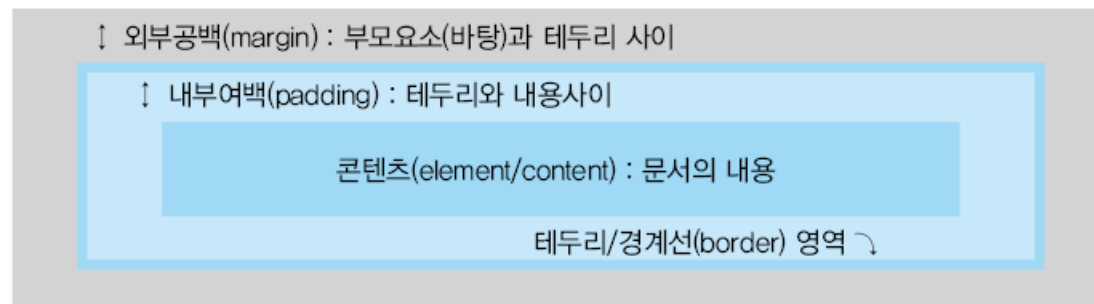 ↕ 외부공백(margin) : 부모요소(바탕)과 테두리 사이
↕ 내부여백(padding) : 테두리와 내용사이
콘텐츠(element/content) : 문서의 내용
테두리/경계선(border) 영역